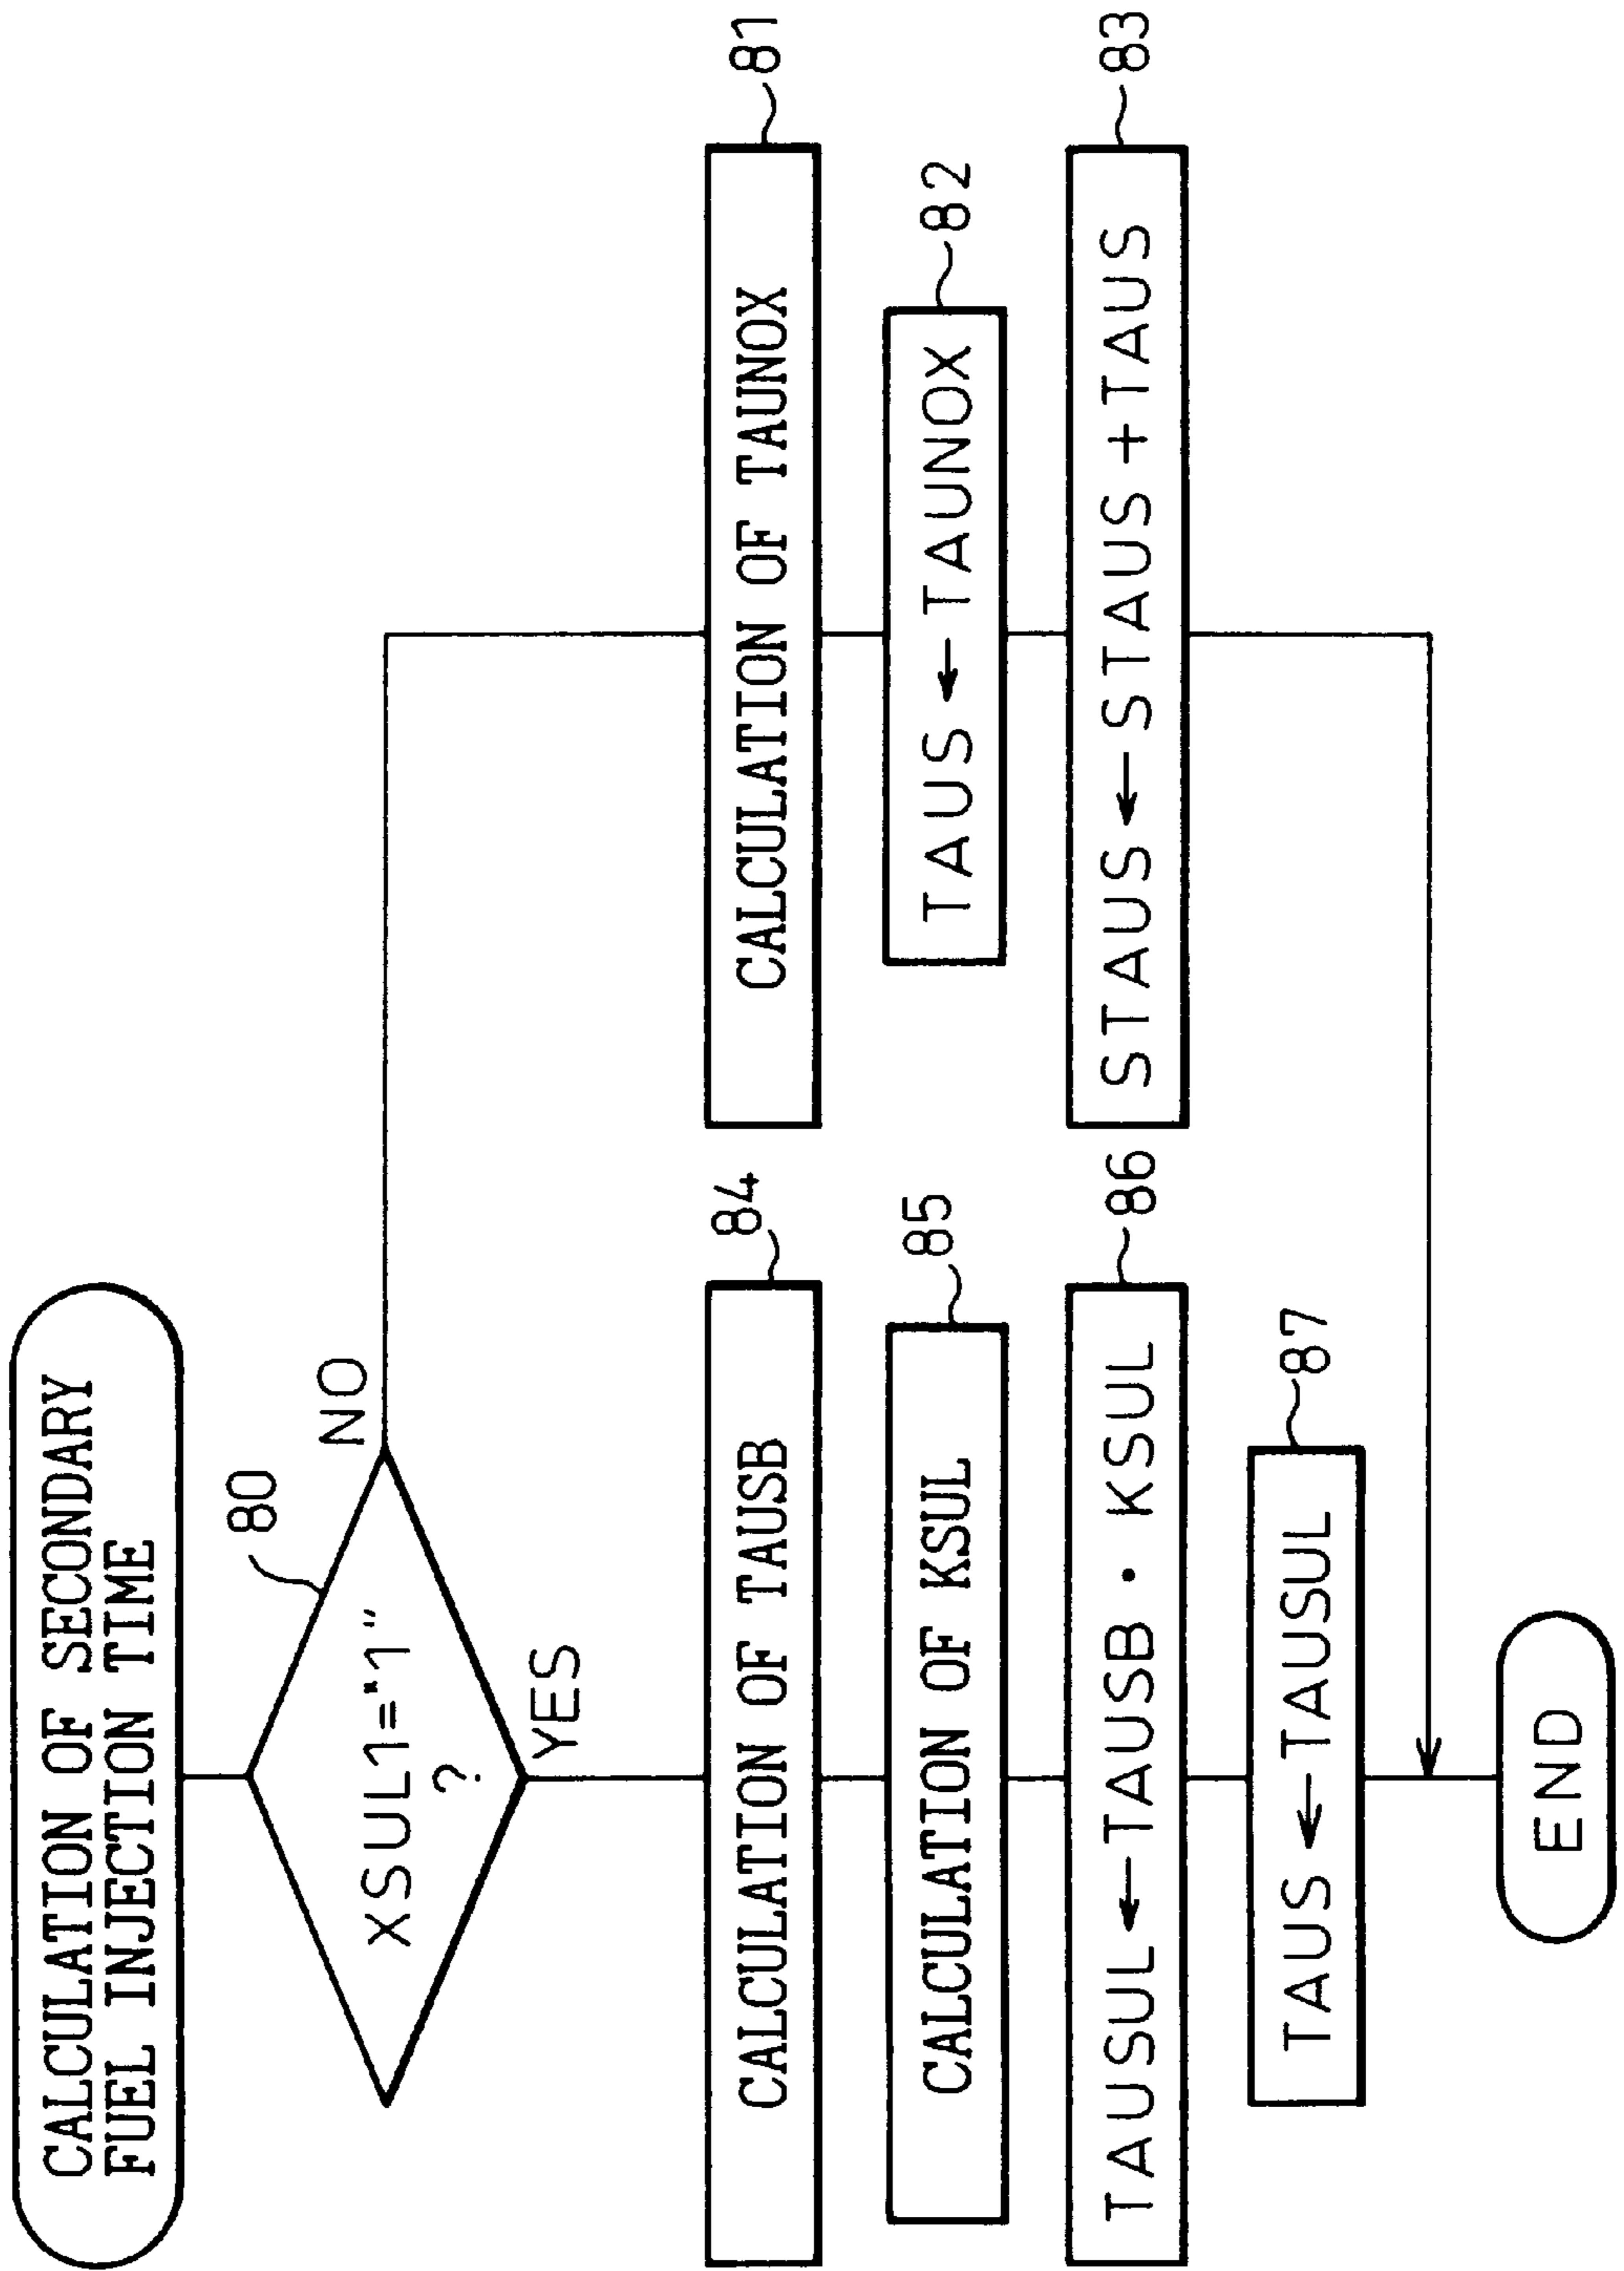 CALCULATION OF SECONDARY
FUEL INJECTION TIME
80
XSUL1="1"
?
NO
YES
84
CALCULATION OF TAUSB
85
CALCULATION OF KSUL
86
TAUSUL←TAUSB・KSUL
87
TAUS←TAUSUL
81
CALCULATION OF TAUNOX
82
TAUS←TAUNOX
83
STAUS←STAUS+TAUS
END